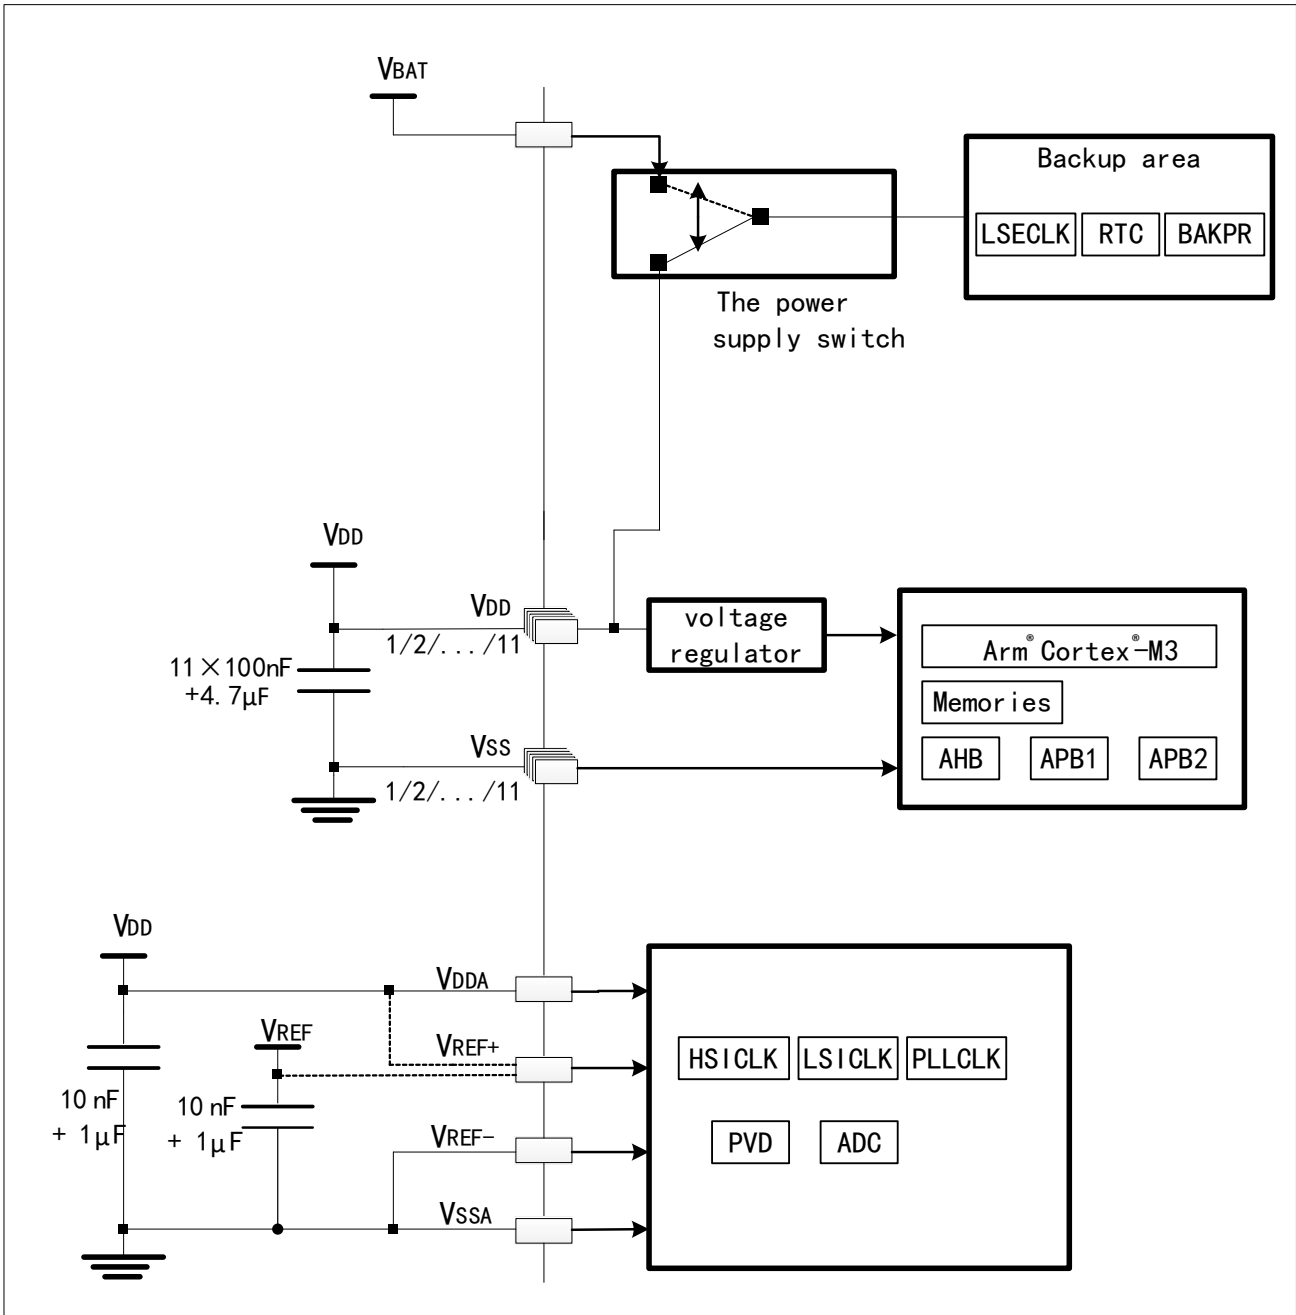 VBAT
Backup area
LSECLK RTC BAKPR
The power
supply switch
VDD
VDD
1/2/.../11
voltage
regulator
11×100nF
+4.7μF
Arm® Cortex®-M3
Memories
VSS
AHB APB1 APB2
1/2/.../11
VDD
VDDA
VREF
VREF+
HSICLK LSICLK PLLCLK
10 nF
+ 1μF
10 nF
+ 1μF
VREF-
PVD ADC
VSSA